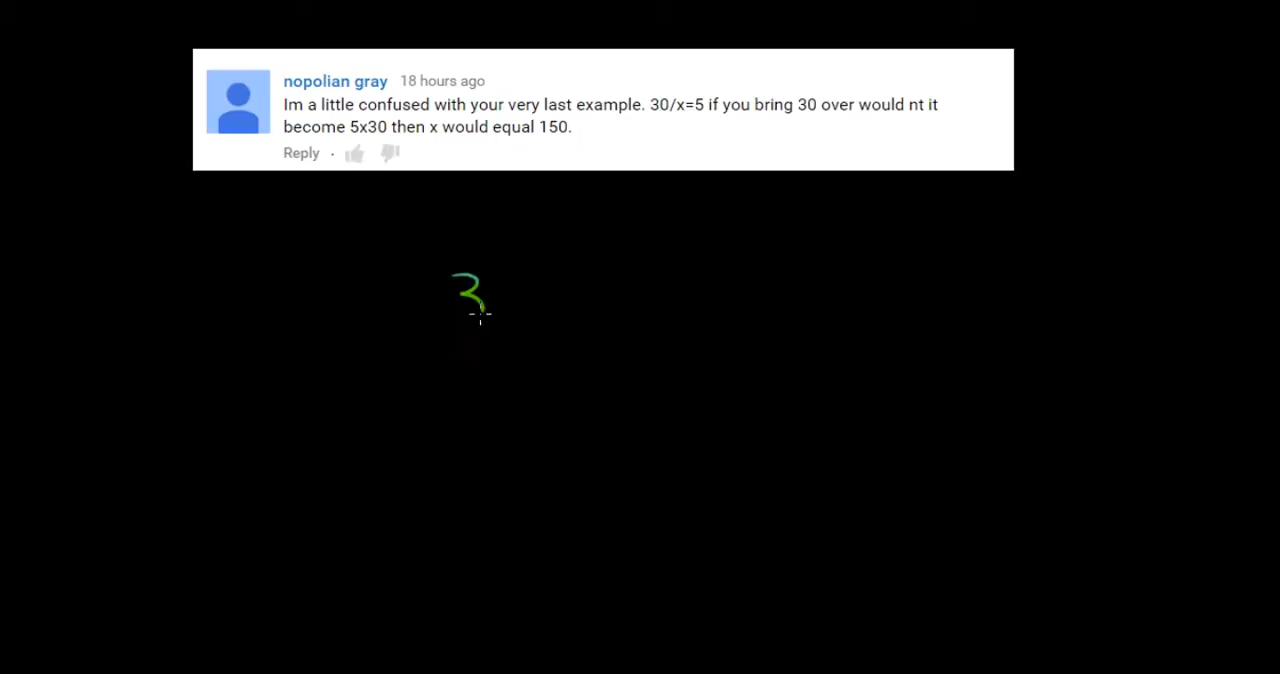 nopolian gray 18 hours ago
Im a little confused with your very last example. 30/x=5 if you bring 30 over would nt it
become 5x30 then x would equal 150.
Reply ·
3